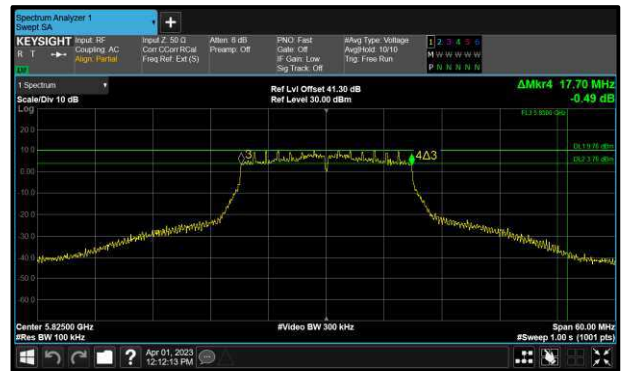 Spectrum Analyzer 1
Swept SA
+
KEYSIGHT Input: RF Input Z: 50 Ω Atten: 6 dB PNO: Fast #Avg Type: Voltage 1 2 3 4 5 6
R T Coupling: AC Corr CCorr RCal Preamp: Off Gate: Off Avg|Hold: 10/10 M W W W W W
Align: Partial Freq Ref: Ext (S) IF Gain: Low Trig: Free Run
Sig Track: Off P N N N N N
1 Spectrum Ref Lvl Offset 41.30 dB ΔMkr4 17.70 MHz
Scale/Div 10 dB Ref Level 30.00 dBm -0.49 dB
Log
20.0
10.0
3 4Δ3
0.00
-10.0
-20.0
-30.0
-40.0
-50.0
-60.0
Center 5.82500 GHz #Video BW 300 kHz Span 60.00 MHz
#Res BW 100 kHz #Sweep 1.00 s (1001 pts)
? Apr 01, 2023
12:12:13 PM